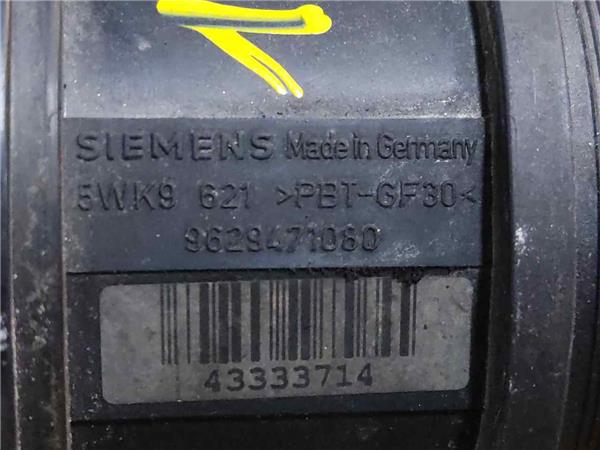 SIEMENS Made in Germany
5WK9 621 >PBT-GF30<
9629471080
43333714